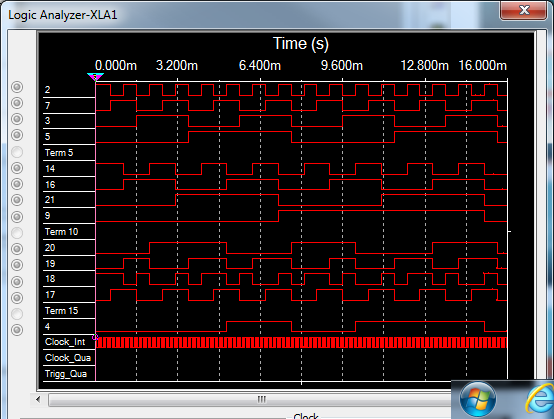 Logic Analyzer-XLA1
Time (s)
0.000m 3.200m 6.400m 9.600m 12.800m 16.000m
2
7
3
5
Term 5
14
16
21
9
Term 10
20
19
18
17
Term 15
4
Clock_Int
Clock_Qua
Trigg_Qua
Clock